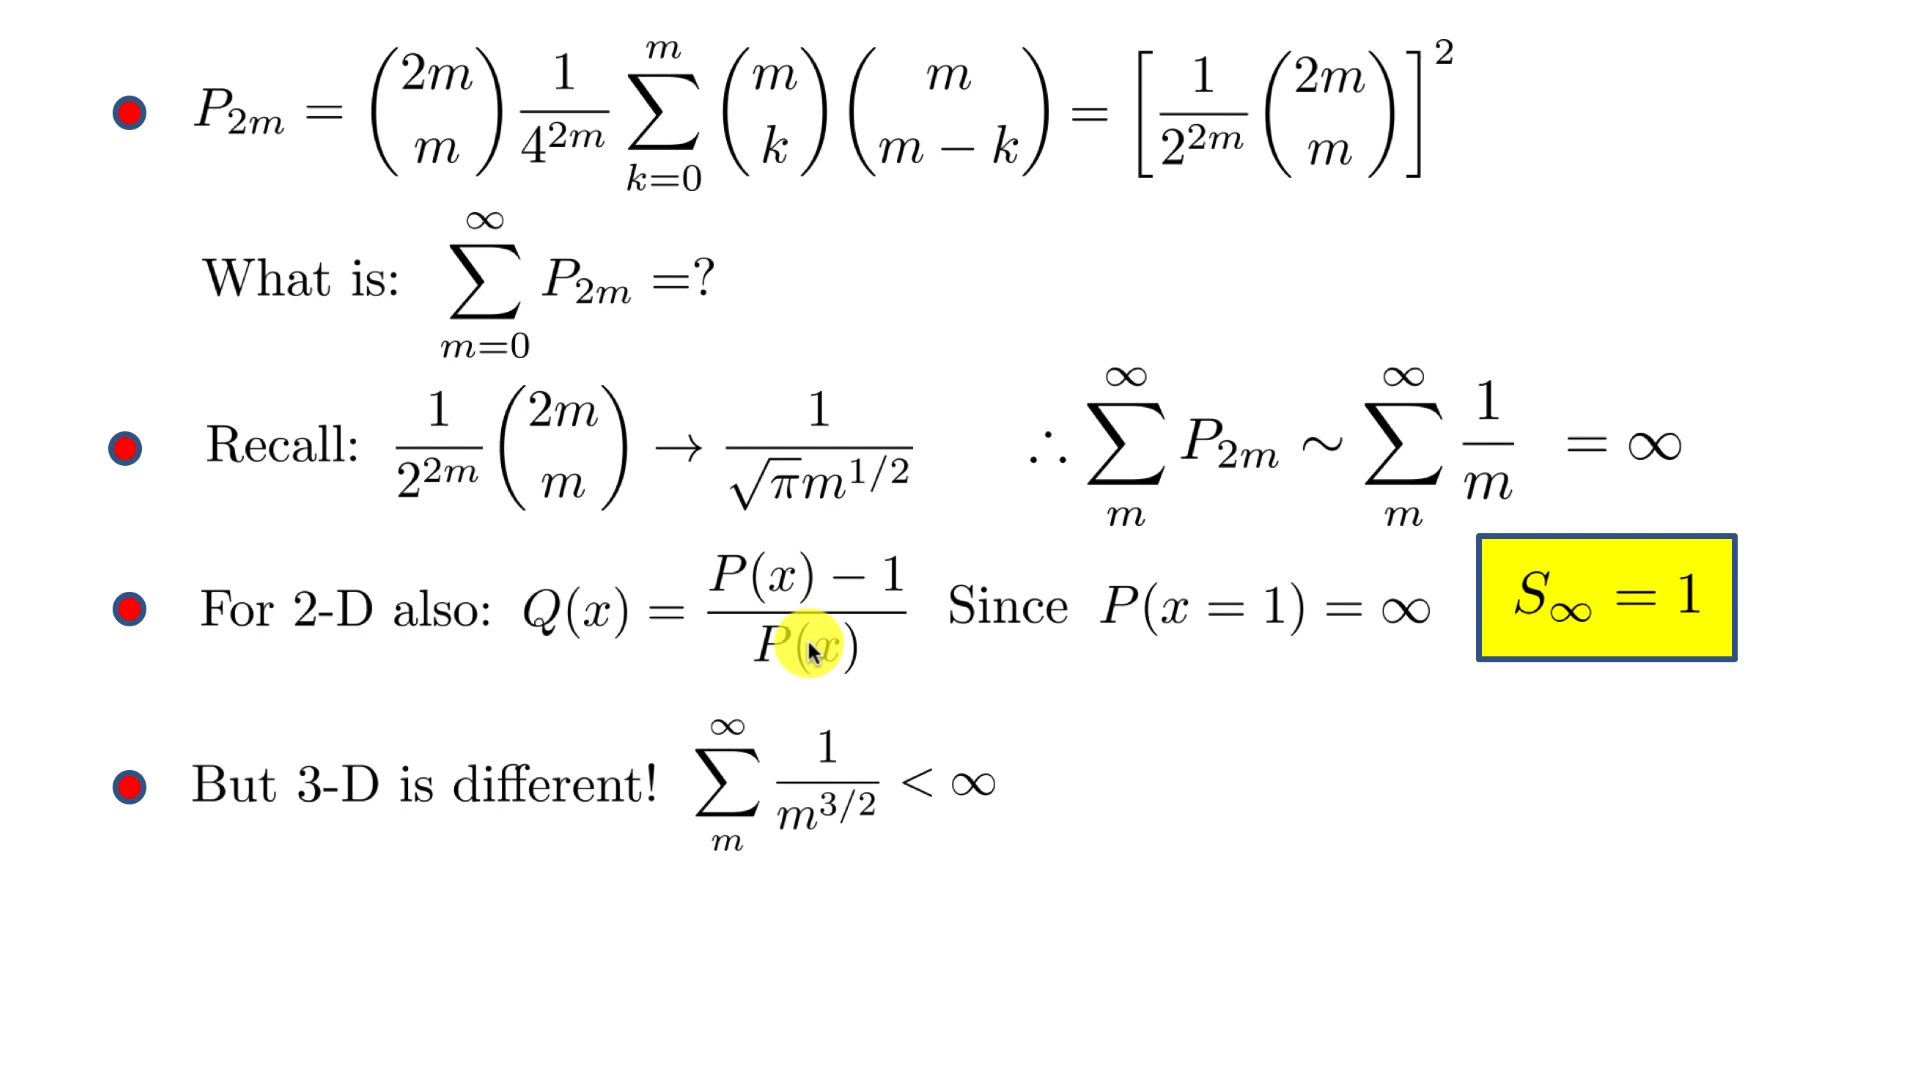 P_{2m} = \binom{2m}{m} \frac{1}{4^{2m}} \sum_{k=0}^{m} \binom{m}{k} \binom{m}{m-k} = \left[ \frac{1}{2^{2m}} \binom{2m}{m} \right]^2
What is: \sum_{m=0}^{\infty} P_{2m} =?
Recall: \frac{1}{2^{2m}} \binom{2m}{m} \to \frac{1}{\sqrt{\pi} m^{1/2}} \therefore \sum_{m}^{\infty} P_{2m} \sim \sum_{m}^{\infty} \frac{1}{m} = \infty
For 2-D also: Q(x) = \frac{P(x) - 1}{P(x)} Since P(x = 1) = \infty S_{\infty} = 1
But 3-D is different! \sum_{m}^{\infty} \frac{1}{m^{3/2}} < \infty